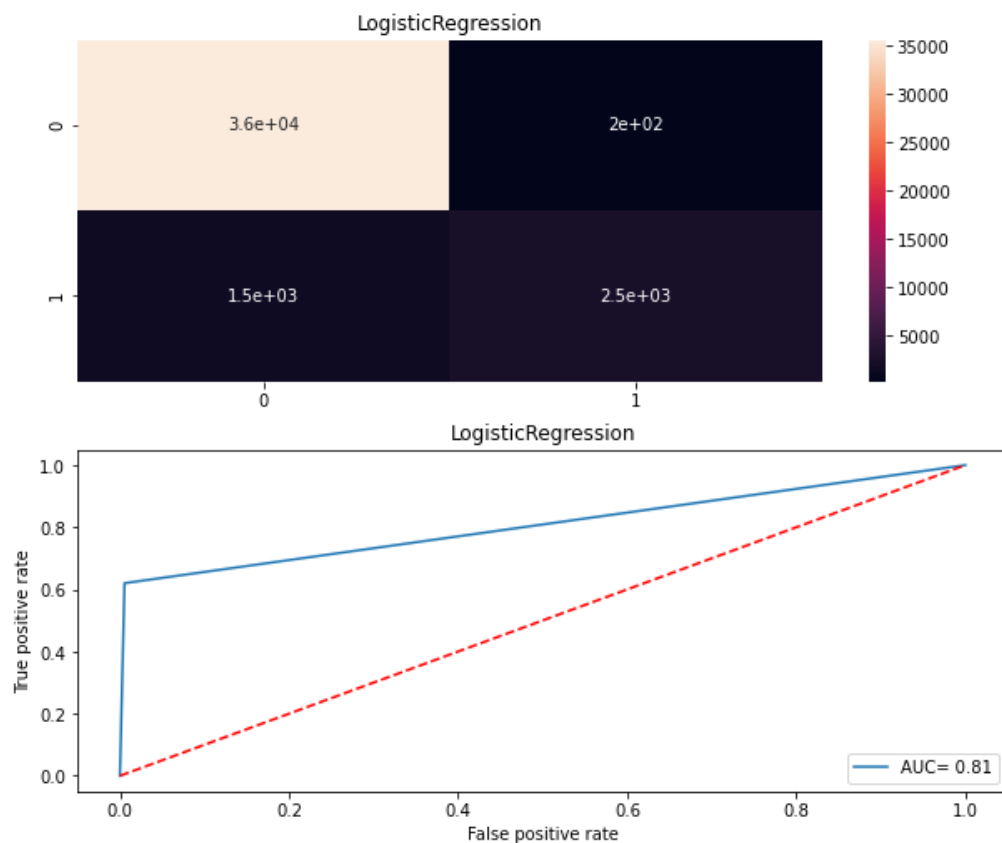 LogisticRegression
0
3.6e+04
2e+02
1
1.5e+03
2.5e+03
0
1
35000
30000
25000
20000
15000
10000
5000
LogisticRegression
True positive rate
1.0
0.8
0.6
0.4
0.2
0.0
AUC= 0.81
0.0
0.2
0.4
0.6
0.8
1.0
False positive rate